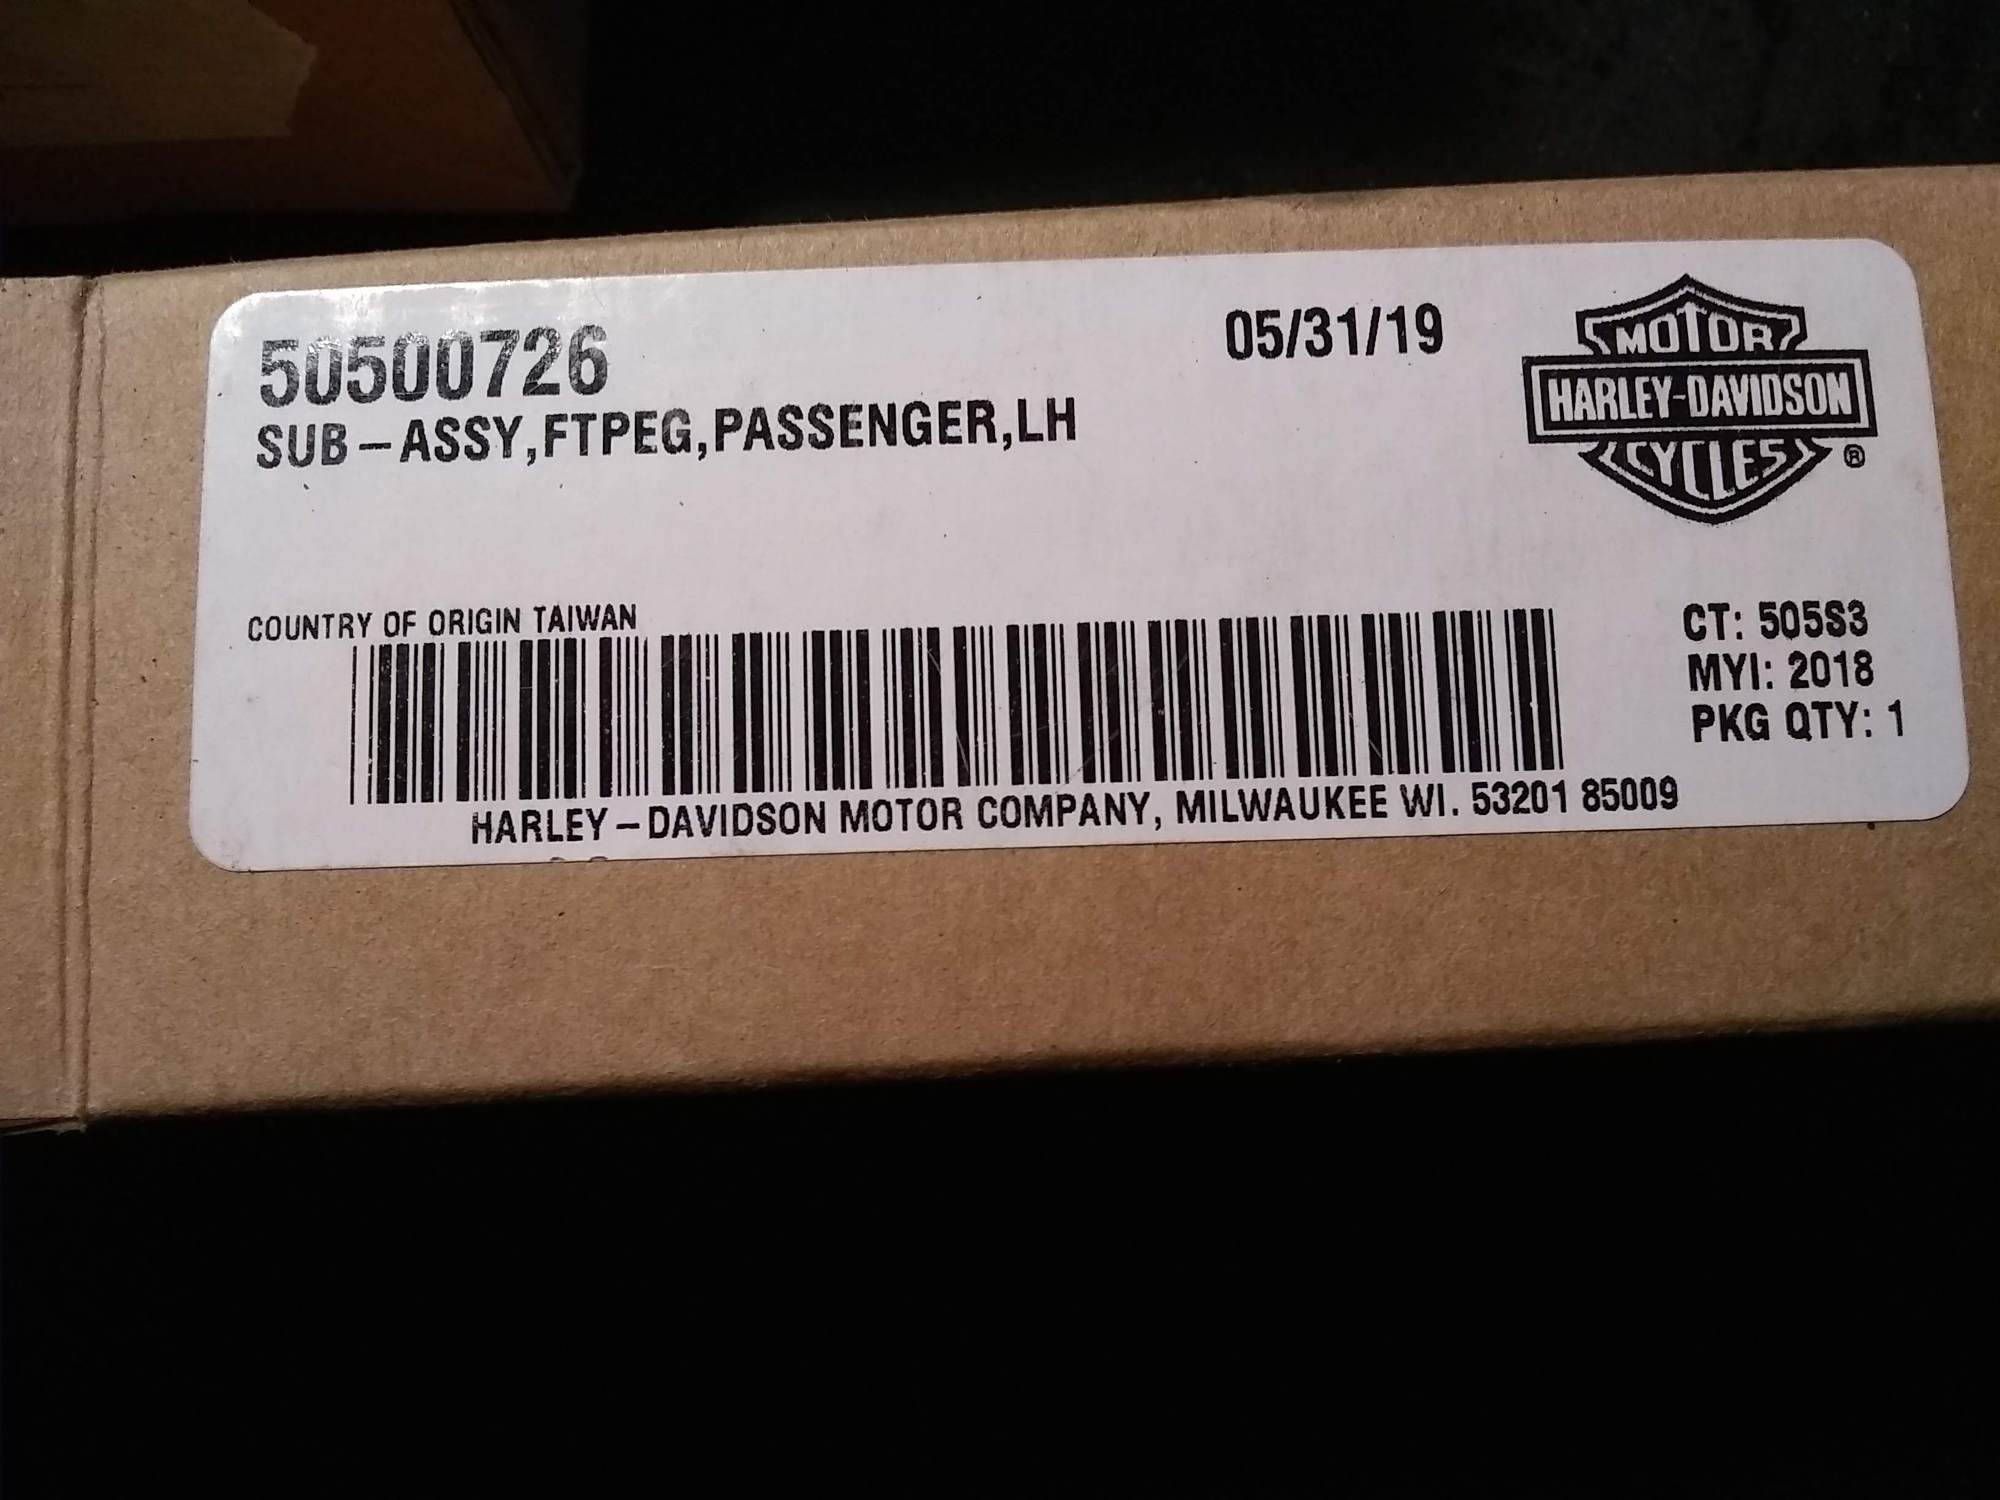 50500726
05/31/19
SUB-ASSY,FTPEG,PASSENGER,LH
MOTOR
HARLEY-DAVIDSON
CYCLES
®
COUNTRY OF ORIGIN TAIWAN
CT: 505S3
MYI: 2018
PKG QTY: 1
HARLEY-DAVIDSON MOTOR COMPANY, MILWAUKEE WI. 53201 85009